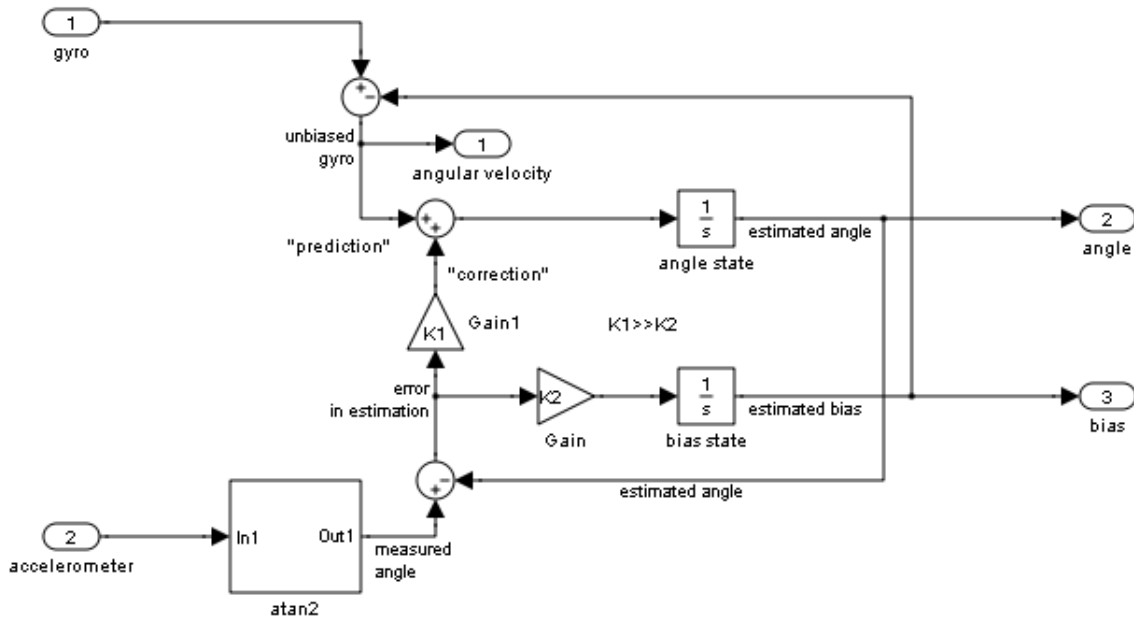 1
gyro
+
−
unbiased
gyro
1
angular velocity
+
+
"prediction"
1
s
angle state
estimated angle
2
angle
"correction"
K1
Gain1
K1>>K2
error
in estimation
K2
Gain
1
s
bias state
estimated bias
3
bias
−
+
estimated angle
2
accelerometer
In1
Out1
atan2
measured
angle